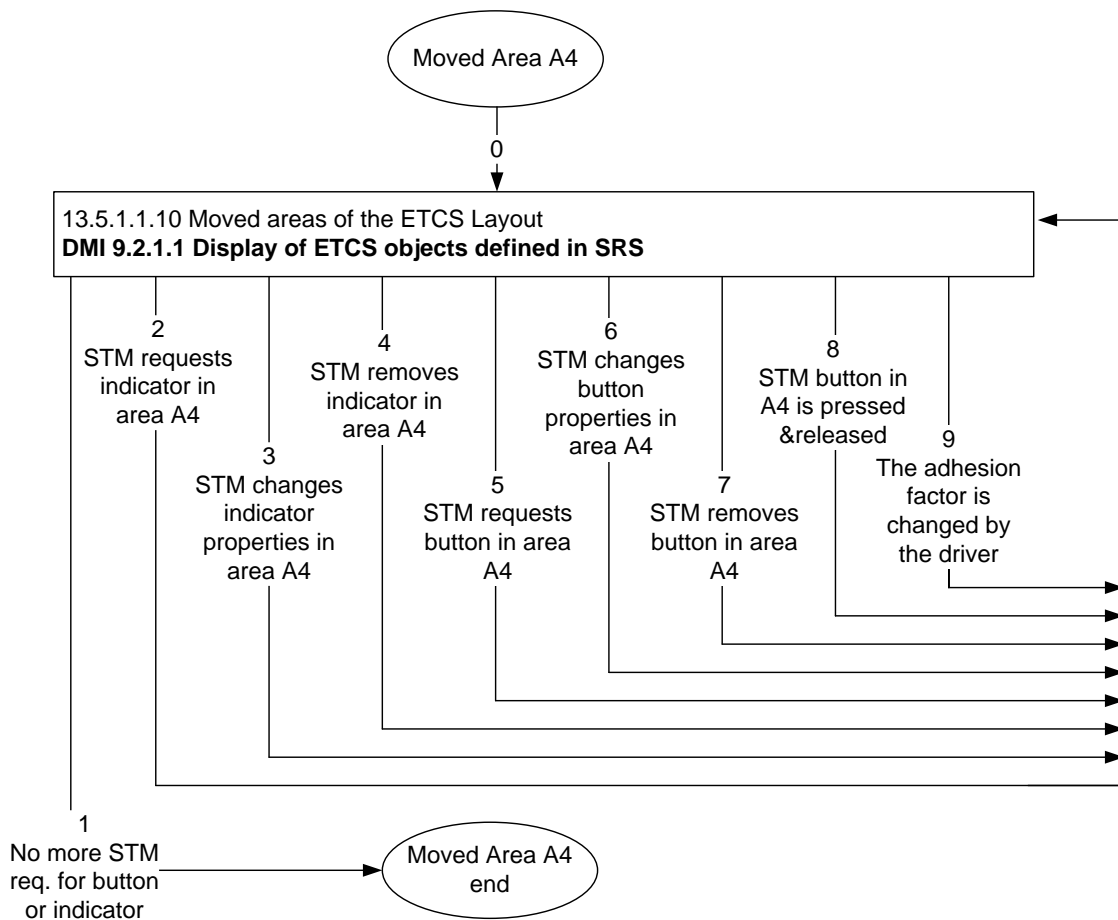 Moved Area A4
0
13.5.1.1.10 Moved areas of the ETCS Layout
DMI 9.2.1.1 Display of ETCS objects defined in SRS
2
STM requests
indicator in
area A4
3
STM changes
indicator
properties in
area A4
4
STM removes
indicator in
area A4
5
STM requests
button in area
A4
6
STM changes
button
properties in
area A4
7
STM removes
button in area
A4
8
STM button in
A4 is pressed
&released
9
The adhesion
factor is
changed by
the driver
1
No more STM
req. for button
or indicator
Moved Area A4
end